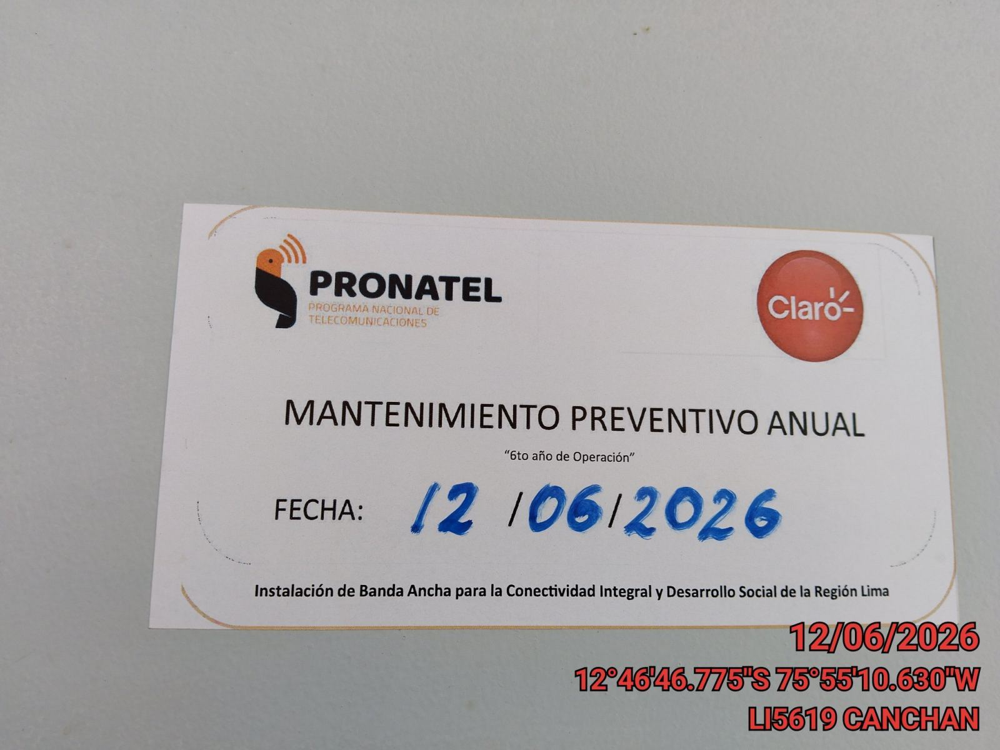 PRONATEL
PROGRAMA NACIONAL DE
TELECOMUNICACIONES
Claro
MANTENIMIENTO PREVENTIVO ANUAL
“6to año de Operación”
FECHA: 12 /06/2026
Instalación de Banda Ancha para la Conectividad Integral y Desarrollo Social de la Región Lima
12/06/2026
12°46'46.775"S 75°55'10.630"W
LI5619 CANCHAN